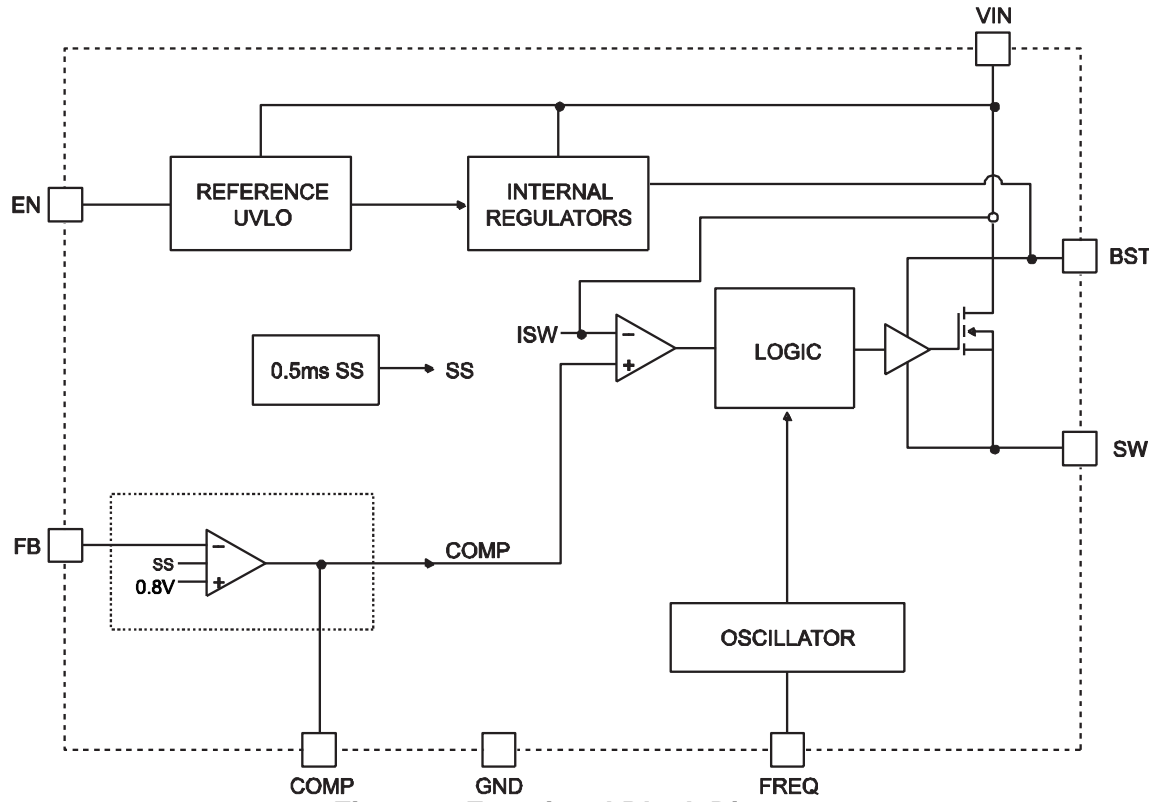 VIN
EN
REFERENCE
UVLO
INTERNAL
REGULATORS
BST
ISW
−
+
LOGIC
0.5ms SS
SS
SW
FB
SS
0.8V
−
+
COMP
OSCILLATOR
COMP
GND
FREQ